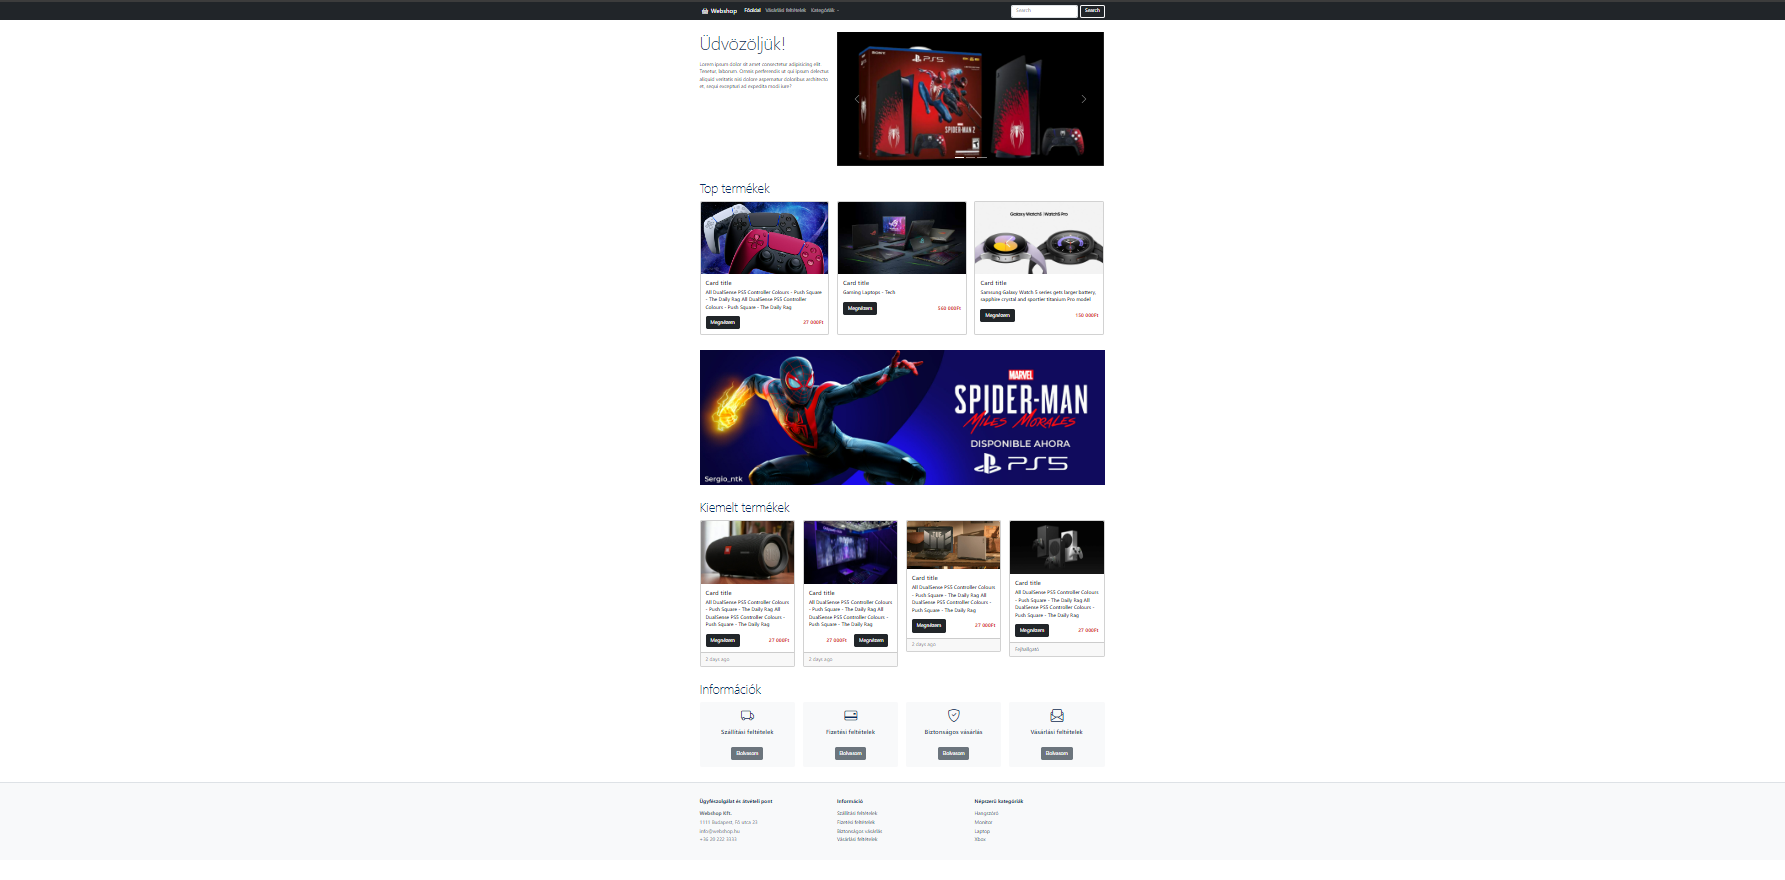 Webshop Főoldal Vásárlási feltételek Kategóriák Search Search
Üdvözöljük!
Lorem ipsum dolor sit amet consectetur adipisicing elit.
Tenetur, laborum. Omnis perferendis ut qui ipsum delectus
aliquid veritatis nisi dolore aspernatur doloribus architecto
et, sequi excepturi ad expedita modi iure?
SONY
PS5
MARVEL
SPIDER-MAN 2
Top termékek
Galaxy Watch5 | Watch5 Pro
Card title
All DualSense PS5 Controller Colours - Push Square
- The Daily Rag All DualSense PS5 Controller
Colours - Push Square - The Daily Rag
Megnézem 27 000Ft
Card title
Gaming Laptops - Tech
Megnézem 560 000Ft
Card title
Samsung Galaxy Watch 5 series gets larger battery,
sapphire crystal and sportier titanium Pro model
Megnézem 150 000Ft
MARVEL
SPIDER-MAN
MILES MORALES
DISPONIBLE AHORA
PS5
Sergio_ntk
Kiemelt termékek
Card title
All DualSense PS5 Controller Colours
- Push Square - The Daily Rag All
DualSense PS5 Controller Colours -
Push Square - The Daily Rag
Megnézem 27 000Ft
2 days ago
Card title
All DualSense PS5 Controller Colours
- Push Square - The Daily Rag All
DualSense PS5 Controller Colours -
Push Square - The Daily Rag
27 000Ft Megnézem
2 days ago
Card title
All DualSense PS5 Controller Colours
- Push Square - The Daily Rag All
DualSense PS5 Controller Colours -
Push Square - The Daily Rag
Megnézem 27 000Ft
2 days ago
Card title
All DualSense PS5 Controller Colours
- Push Square - The Daily Rag All
DualSense PS5 Controller Colours -
Push Square - The Daily Rag
Megnézem 27 000Ft
Fejhallgató
Információk
Szállítási feltételek
Elolvasom
Fizetési feltételek
Elolvasom
Biztonságos vásárlás
Elolvasom
Vásárlási feltételek
Elolvasom
Ügyfészolgálat és átvételi pont
Webshop Kft.
1111 Budapest, Fő utca 23
info@webshop.hu
+36 20 222 3333
Információ
Szállítási feltételek
Fizetési feltételek
Biztonságos vásárlás
Vásárlási feltételek
Népszerű kategóriák
Hangszóró
Monitor
Laptop
Xbox